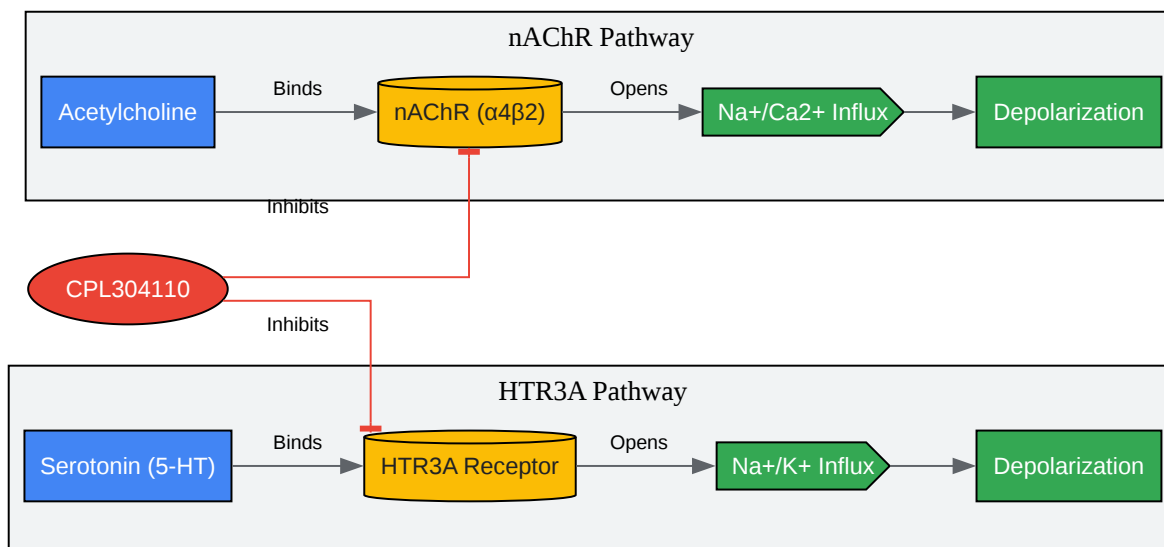 nAChR Pathway
Acetylcholine
Binds
nAChR (α4β2)
Opens
Na+/Ca2+ Influx
Depolarization
Inhibits
CPL304110
Inhibits
HTR3A Pathway
Serotonin (5-HT)
Binds
HTR3A Receptor
Opens
Na+/K+ Influx
Depolarization